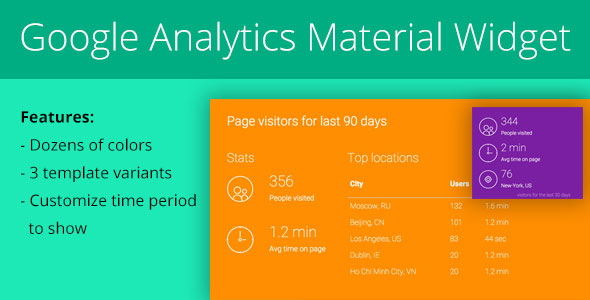 Google Analytics Material Widget
Features:
- Dozens of colors
- 3 template variants
- Customize time period
to show
Page visitors for last 90 days
Stats
356
People visited
1.2 min
Avg time on page
Top locations
City Users
Moscow, RU 132 1.6 min
Beijing, CN 101 1.2 min
Los Angeles, US 83 44 sec
Dublin, IE 20 1.2 min
Ho Chi Minh City, VN 20 1.2 min
344
People visited
2 min
Avg time on page
76
New-York, US
visitors for the last 90 days